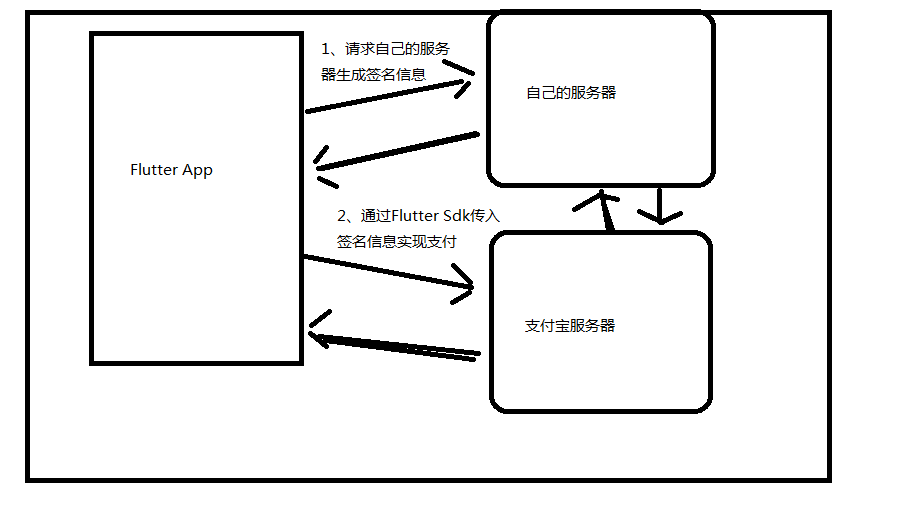 1、请求自己的服务
器生成签名信息
自己的服务器
Flutter App
2、通过Flutter Sdk传入
签名信息实现支付
支付宝服务器